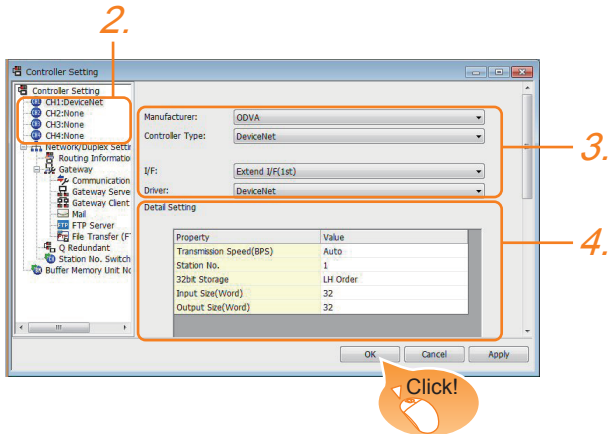 2.
Controller Setting
Controller Setting
CH1:DeviceNet
CH2:None
CH3:None
CH4:None
Network/Duplex Setti
Routing Informatio
Gateway
Communication
Gateway Serve
Gateway Client
Mail
FTP Server
File Transfer (F
Q Redundant
Station No. Switch
Buffer Memory Unit No
Manufacturer: ODVA
Controller Type: DeviceNet
I/F: Extend I/F(1st)
Driver: DeviceNet
3.
Detail Setting
Property Value
Transmission Speed(BPS) Auto
Station No. 1
32bit Storage LH Order
Input Size(Word) 32
Output Size(Word) 32
4.
OK Cancel Apply
Click!